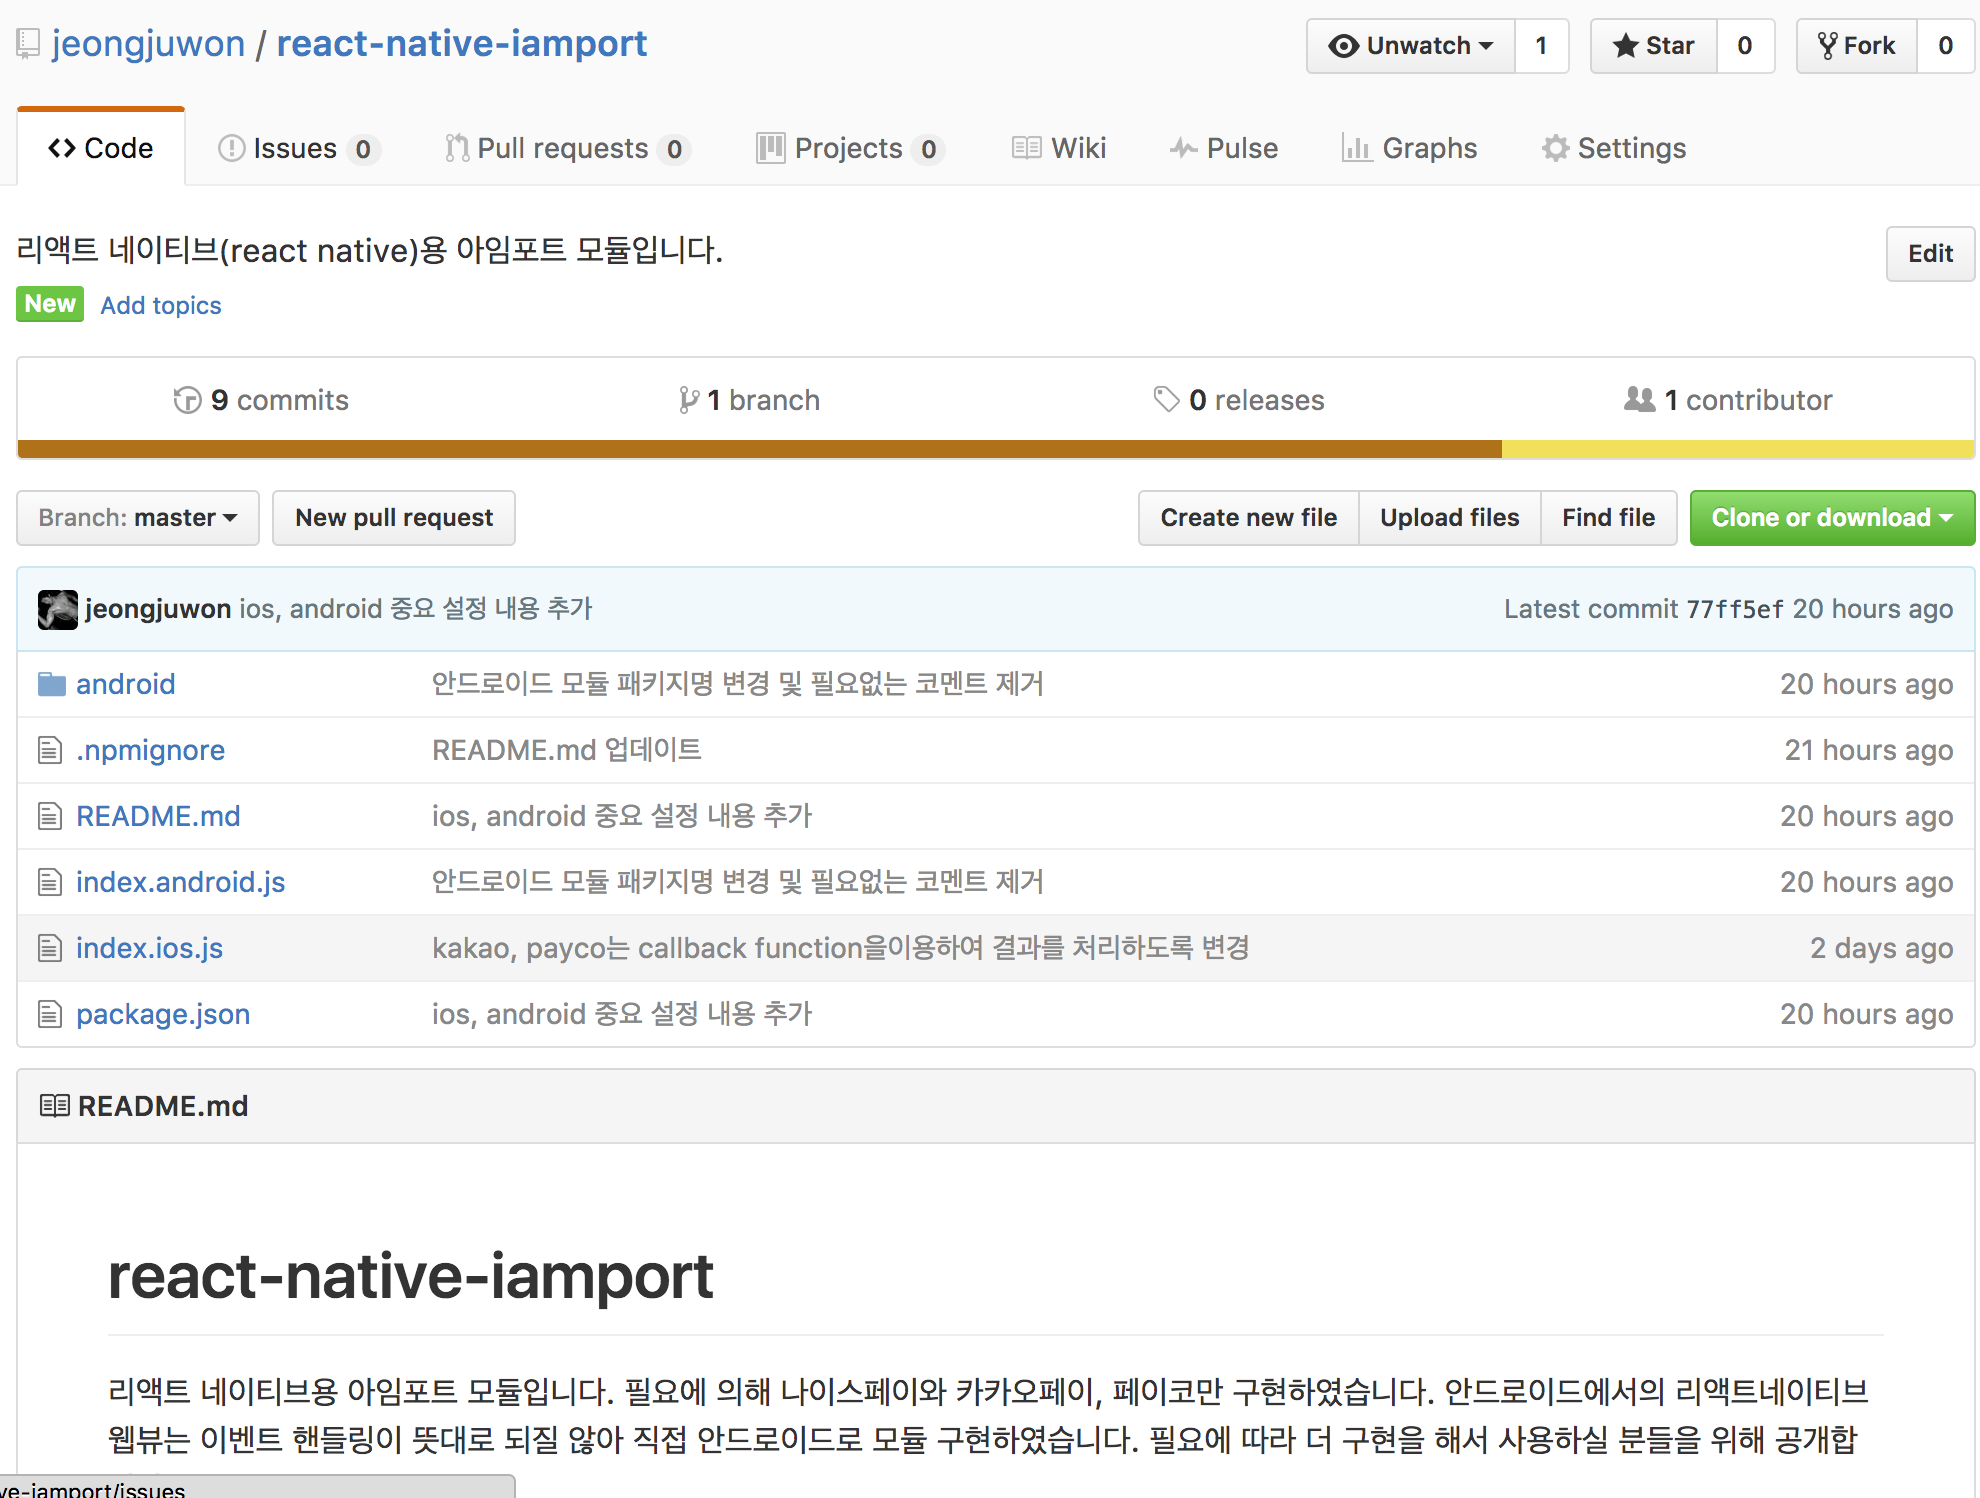 jeongjuwon / react-native-iamport
Unwatch 1 Star 0 Fork 0
Code Issues 0 Pull requests 0 Projects 0 Wiki Pulse Graphs Settings
리액트 네이티브(react native)용 아임포트 모듈입니다.
Edit
New Add topics
9 commits 1 branch 0 releases 1 contributor
Branch: master New pull request Create new file Upload files Find file Clone or download
jeongjuwon ios, android 중요 설정 내용 추가 Latest commit 77ff5ef 20 hours ago
android 안드로이드 모듈 패키지명 변경 및 필요없는 코멘트 제거 20 hours ago
.npmignore README.md 업데이트 21 hours ago
README.md ios, android 중요 설정 내용 추가 20 hours ago
index.android.js 안드로이드 모듈 패키지명 변경 및 필요없는 코멘트 제거 20 hours ago
index.ios.js kakao, payco는 callback function을이용하여 결과를 처리하도록 변경 2 days ago
package.json ios, android 중요 설정 내용 추가 20 hours ago
README.md
react-native-iamport
리액트 네이티브용 아임포트 모듈입니다. 필요에 의해 나이스페이와 카카오페이, 페이코만 구현하였습니다. 안드로이드에서의 리액트네이티브
웹뷰는 이벤트 핸들링이 뜻대로 되질 않아 직접 안드로이드로 모듈 구현하였습니다. 필요에 따라 더 구현을 해서 사용하실 분들을 위해 공개합
ve-iamport/issues